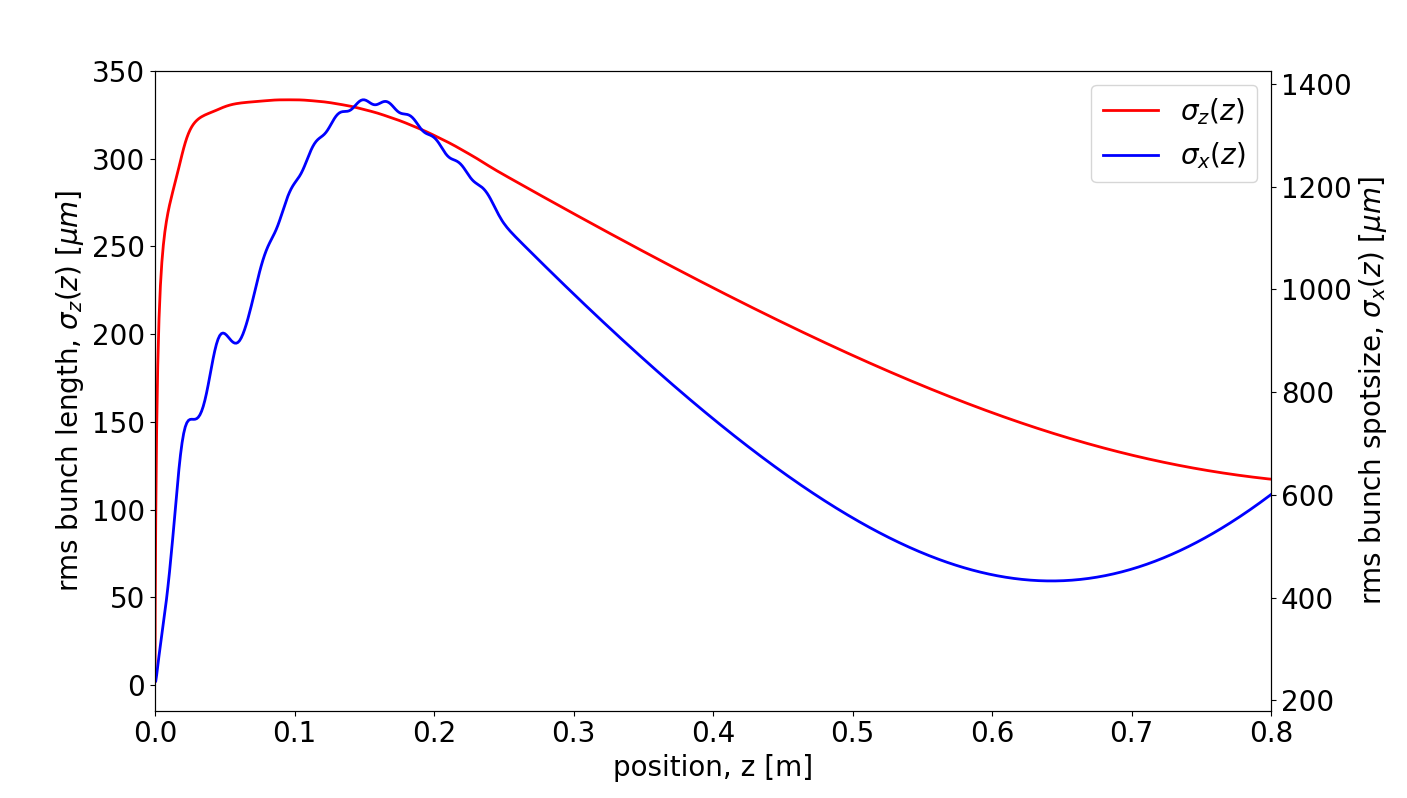 350
300
250
200
150
100
50
0
rms bunch length, σz(z) [μm]
1400
1200
1000
800
600
400
200
rms bunch spotsize, σx(z) [μm]
σz(z)
σx(z)
0.0 0.1 0.2 0.3 0.4 0.5 0.6 0.7 0.8
position, z [m]